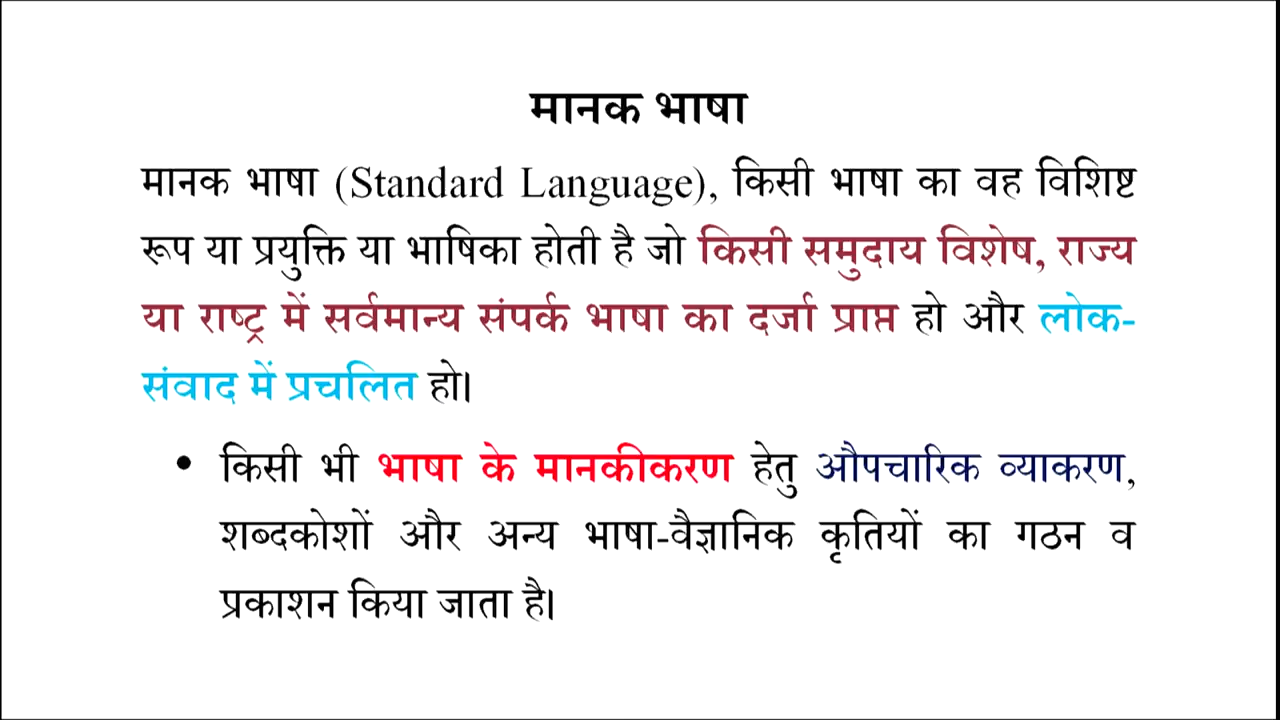 मानक भाषा
मानक भाषा (Standard Language), किसी भाषा का वह विशिष्ट
रूप या प्रयुक्ति या भाषिका होती है जो किसी समुदाय विशेष, राज्य
या राष्ट्र में सर्वमान्य संपर्क भाषा का दर्जा प्राप्त हो और लोक-
संवाद में प्रचलित हो।
• किसी भी भाषा के मानकीकरण हेतु औपचारिक व्याकरण,
शब्दकोशों और अन्य भाषा-वैज्ञानिक कृतियों का गठन व
प्रकाशन किया जाता है।